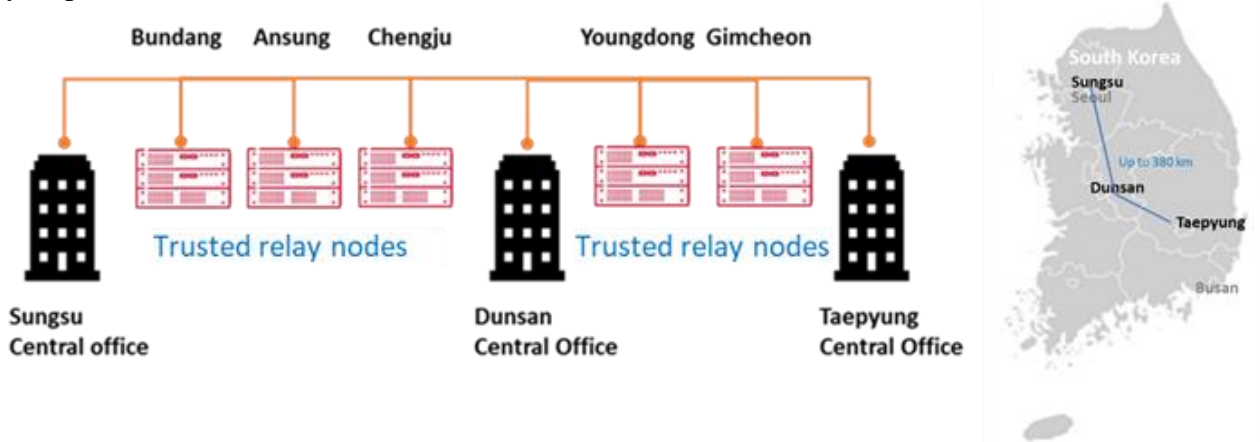 Bundang Ansung Chengju Youngdong Gimcheon
Trusted relay nodes
Trusted relay nodes
Sungsu
Central office
Dunsan
Central Office
Taepyung
Central Office
South Korea
Sungsu
Seoul
Up to 380 km
Dunsan
Taepyung
Busan